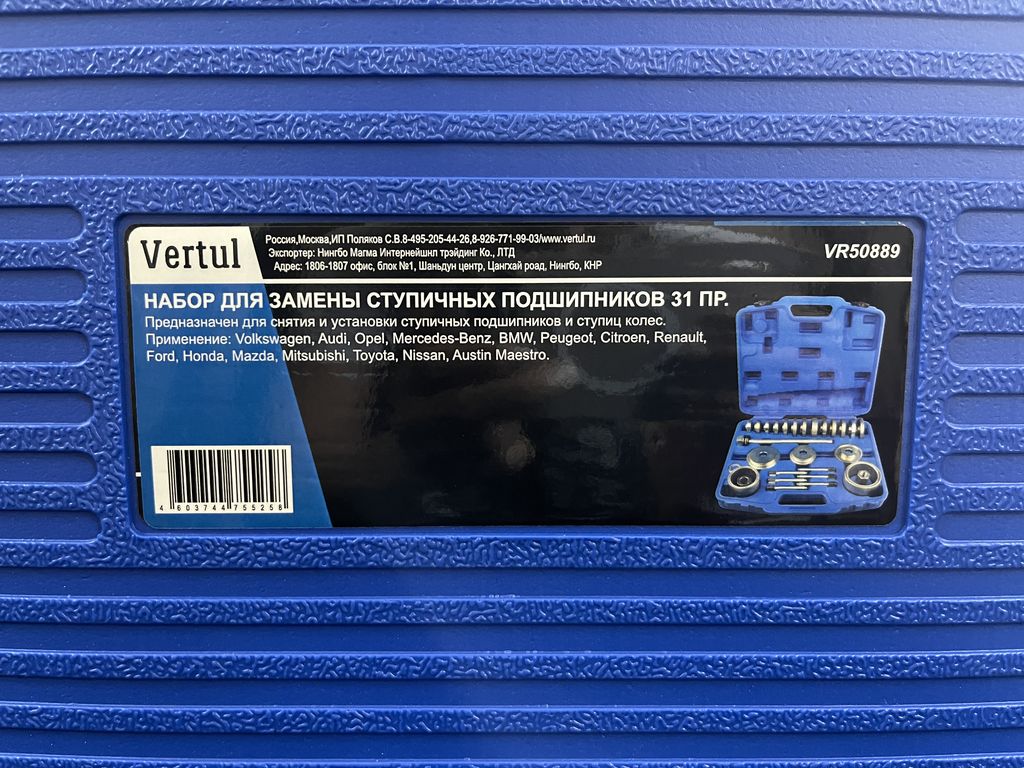 Vertul
Россия,Москва,ИП Поляков С.В.8-495-205-44-26,8-926-771-99-03/www.vertul.ru
Экспортер: Нингбо Магма Интернейшнл трэйдинг Ко., ЛТД
Адрес: 1806-1807 офис, блок №1, Шаньдун центр, Цангхай роад, Нингбо, КНР
VR50889
НАБОР ДЛЯ ЗАМЕНЫ СТУПИЧНЫХ ПОДШИПНИКОВ 31 ПР.
Предназначен для снятия и установки ступичных подшипников и ступиц колес.
Применение: Volkswagen, Audi, Opel, Mercedes-Benz, BMW, Peugeot, Citroen, Renault,
Ford, Honda, Mazda, Mitsubishi, Toyota, Nissan, Austin Maestro.
4 603744 755258